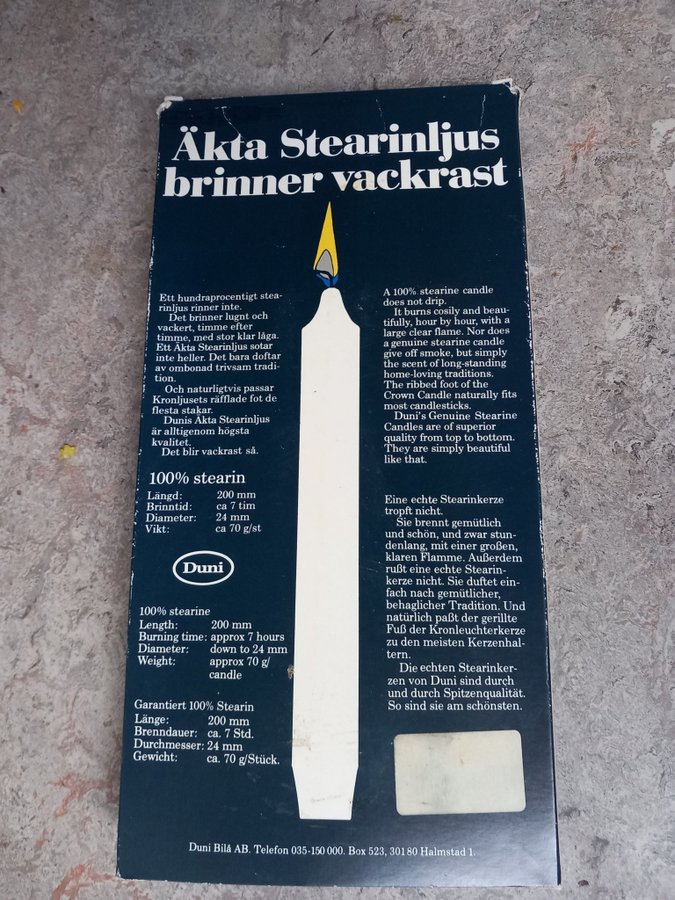 Äkta Stearinljus
brinner vackrast
Ett hundraprocentigt stea-
rinljus rinner inte.
Det brinner lugnt och
vackert, timme efter
timme, med stor klar låga.
Ett Äkta Stearinljus sotar
inte heller. Det bara doftar
av ombonad trivsam tradi-
tion.
Och naturligtvis passar
Kronljusets räfflade fot de
flesta stakar.
Dunis Äkta Stearinljus
är alltigenom högsta
kvalitet.
Det blir vackrast så.
100% stearin
Längd: 200 mm
Brinntid: ca 7 tim
Diameter: 24 mm
Vikt: ca 70 g/st
Duni
100% stearine
Length: 200 mm
Burning time: approx 7 hours
Diameter: down to 24 mm
Weight: approx 70 g/
candle
Garantiert 100% Stearin
Länge: 200 mm
Brenndauer: ca. 7 Std.
Durchmesser: 24 mm
Gewicht: ca. 70 g/Stück.
A 100% stearine candle
does not drip.
It burns cosily and beau-
tifully, hour by hour, with a
large clear flame. Nor does
a genuine stearine candle
give off smoke, but simply
the scent of long-standing
home-loving traditions.
The ribbed foot of the
Crown Candle naturally fits
most candlesticks.
Duni's Genuine Stearine
Candles are of superior
quality from top to bottom.
They are simply beautiful
like that.
Eine echte Stearinkerze
tropft nicht.
Sie brennt gemütlich
und schön, und zwar stun-
denlang, mit einer großen,
klaren Flamme. Außerdem
rußt eine echte Stearin-
kerze nicht. Sie duftet ein-
fach nach gemütlicher,
behaglicher Tradition. Und
natürlich paßt der gerillte
Fuß der Kronleuchterkerze
zu den meisten Kerzenhal-
tern.
Die echten Stearinker-
zen von Duni sind durch
und durch Spitzenqualität.
So sind sie am schönsten.
Duni Bilå AB. Telefon 035-150 000. Box 523, 301 80 Halmstad 1.